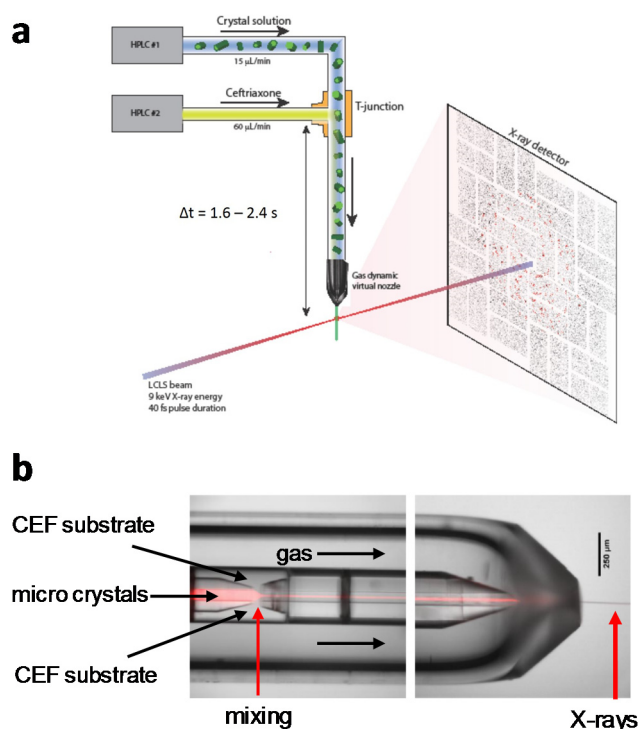 a
Crystal solution
HPLC #1
15 µL/min
Ceftriaxone
HPLC #2
60 µL/min
T-junction
X-ray detector
Δt = 1.6 – 2.4 s
Gas dynamic
virtual nozzle
LCLS beam
9 keV X-ray energy
40 fs pulse duration
b
CEF substrate
gas
micro crystals
CEF substrate
mixing
250 µm
X-rays